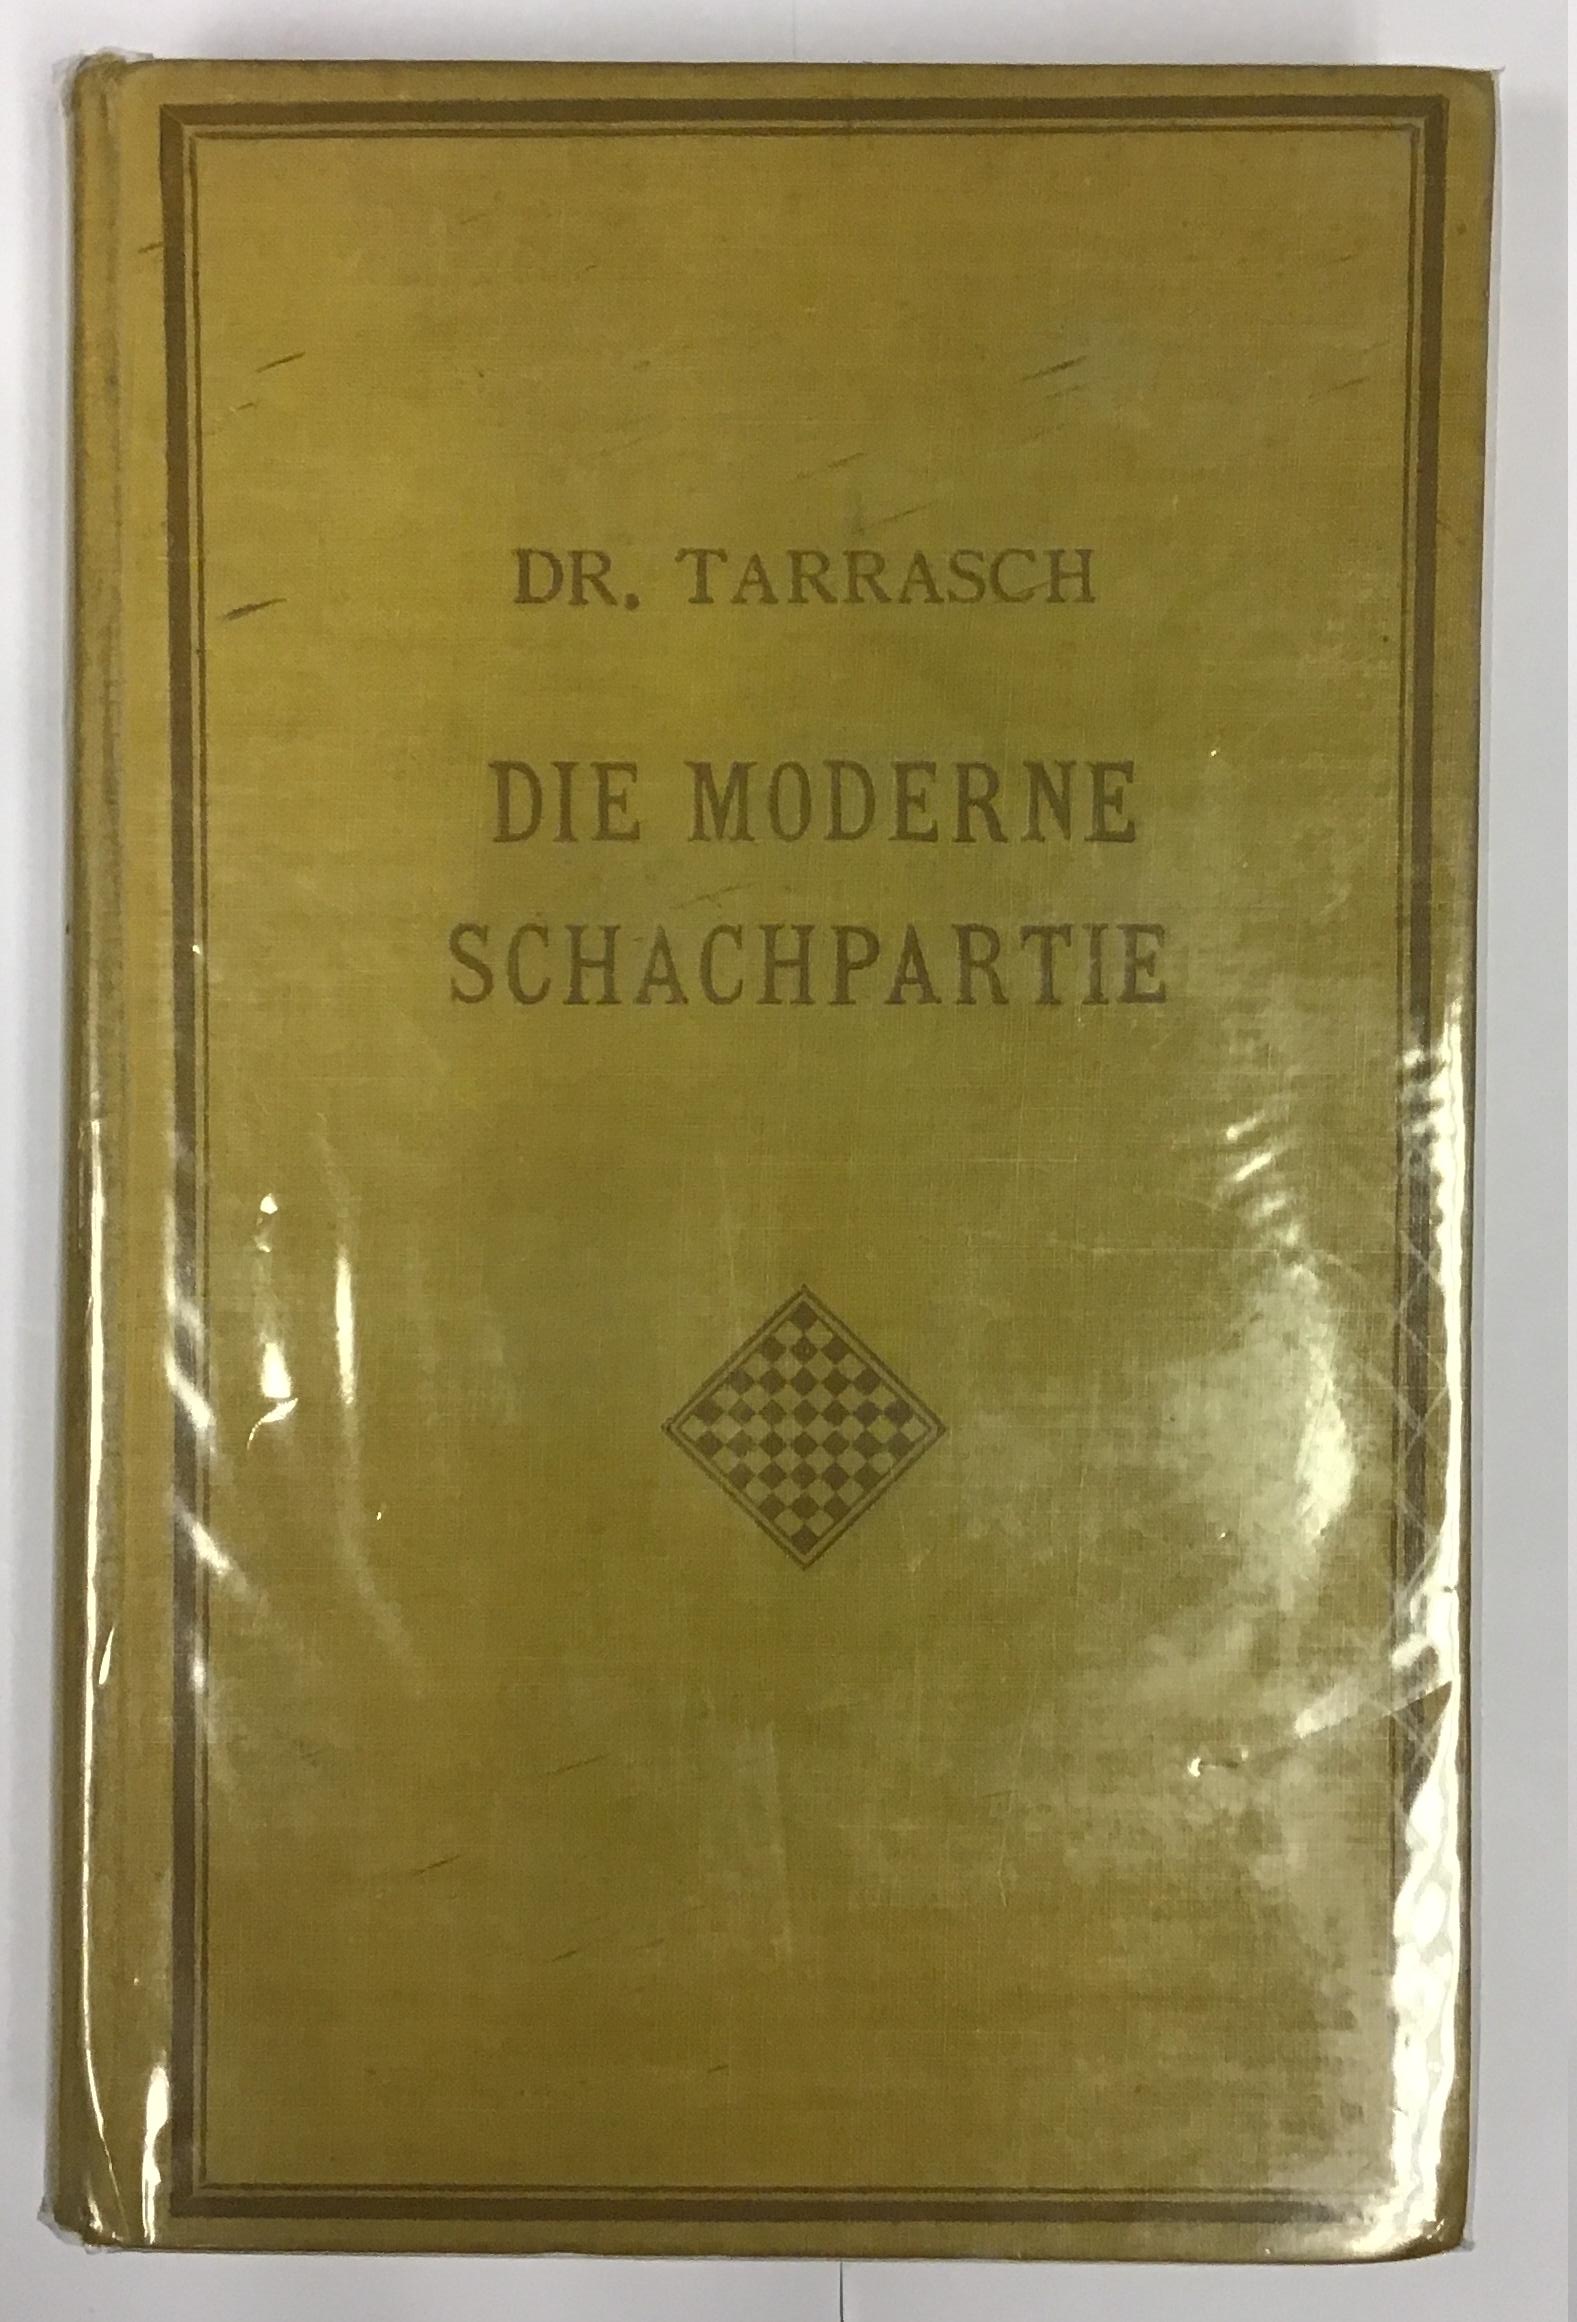 DR. TARRASCH
DIE MODERNE
SCHACHPARTIE